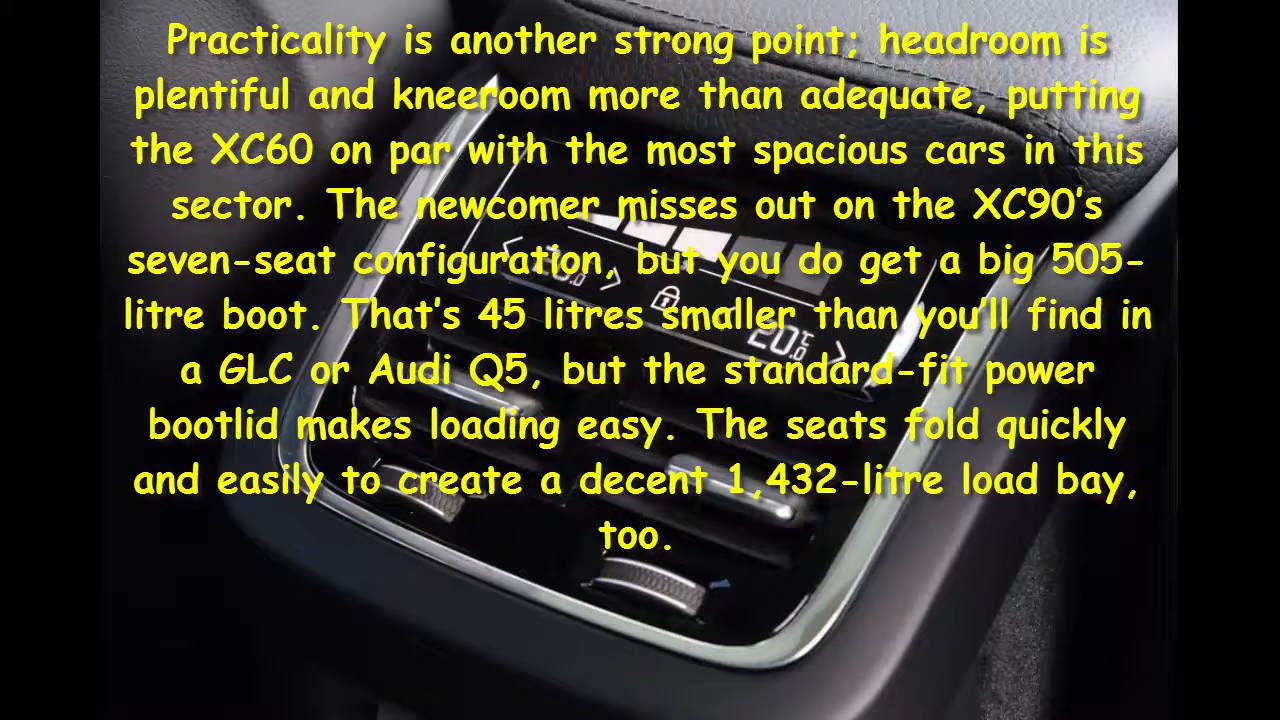 Practicality is another strong point; headroom is
plentiful and kneeroom more than adequate, putting
the XC60 on par with the most spacious cars in this
sector. The newcomer misses out on the XC90's
seven-seat configuration, but you do get a big 505-
litre boot. That's 45 litres smaller than you'll find in
a GLC or Audi Q5, but the standard-fit power
bootlid makes loading easy. The seats fold quickly
and easily to create a decent 1,432-litre load bay,
too.
20.0
20.0°C